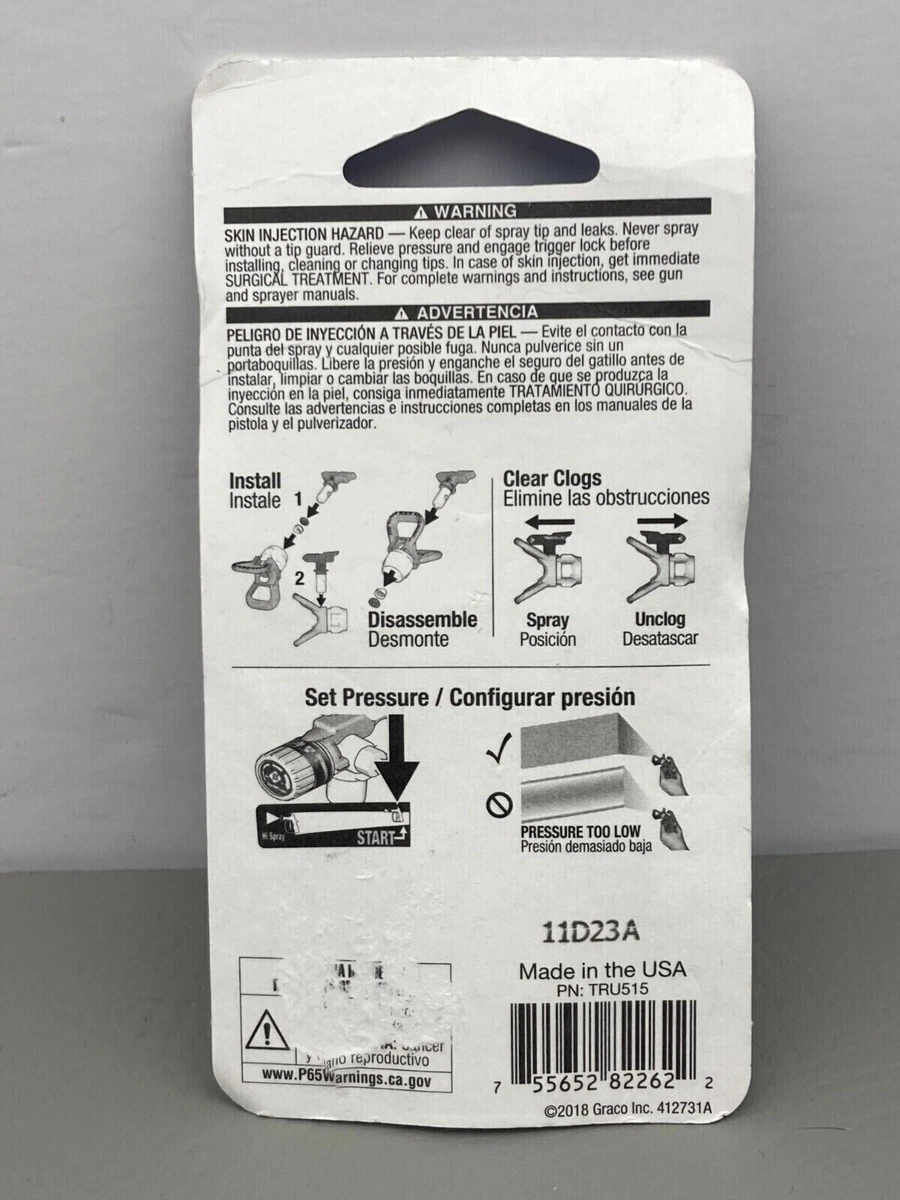 WARNING
SKIN INJECTION HAZARD — Keep clear of spray tip and leaks. Never spray
without a tip guard. Relieve pressure and engage trigger lock before
installing, cleaning or changing tips. In case of skin injection, get immediate
SURGICAL TREATMENT. For complete warnings and instructions, see gun
and sprayer manuals.
ADVERTENCIA
PELIGRO DE INYECCIÓN A TRAVÉS DE LA PIEL — Evite el contacto con la
punta del spray y cualquier posible fuga. Nunca pulverice sin un
portaboquillas. Libere la presión y enganche el seguro del gatillo antes de
instalar, limpiar o cambiar las boquillas. En caso de que se produzca la
inyección en la piel, consiga inmediatamente TRATAMIENTO QUIRÚRGICO.
Consulte las advertencias e instrucciones completas en los manuales de la
pistola y el pulverizador.
Install
Instale
1
2
Disassemble
Desmonte
Clear Clogs
Elimine las obstrucciones
Spray
Posición
Unclog
Desatascar
Set Pressure / Configurar presión
Hi Spray
START
PRESSURE TOO LOW
Presión demasiado baja
11D23A
Made in the USA
PN: TRU515
y reproductivo
www.P65Warnings.ca.gov
7 55652 82262 2
©2018 Graco Inc. 412731A